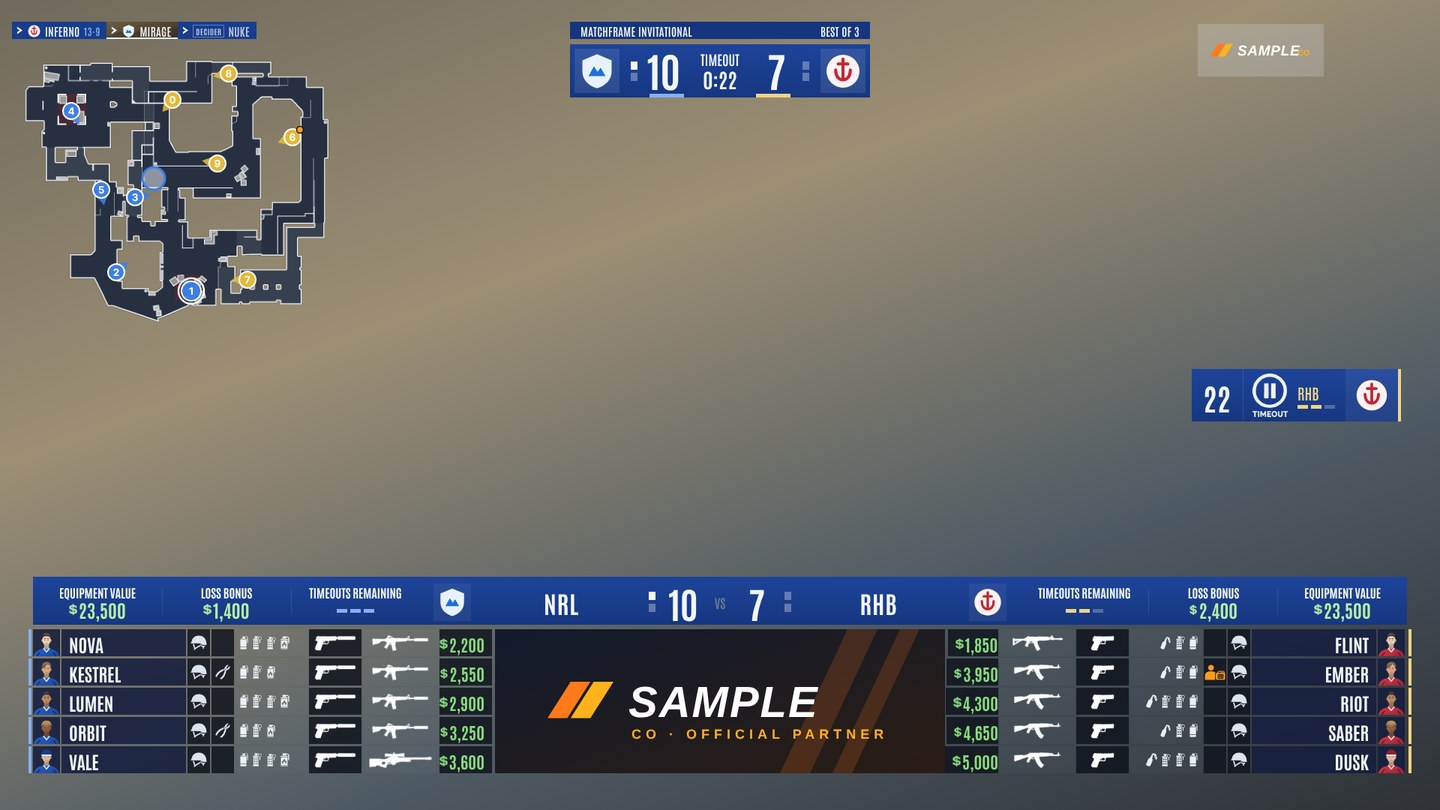 INFERNO 13-9 MIRAGE DECIDER NUKE
MATCHFRAME INVITATIONAL BEST OF 3
10 TIMEOUT 0:22 7
SAMPLE CO
8
0
4
6
9
5
3
2
7
1
22 TIMEOUT RHB
EQUIPMENT VALUE $23,500
LOSS BONUS $1,400
TIMEOUTS REMAINING
NRL 10 VS 7 RHB
TIMEOUTS REMAINING
LOSS BONUS $2,400
EQUIPMENT VALUE $23,500
NOVA $2,200
KESTREL $2,550
LUMEN $2,900
ORBIT $3,250
VALE $3,600
SAMPLE
CO · OFFICIAL PARTNER
$1,850 FLINT
$3,950 EMBER
$4,300 RIOT
$4,650 SABER
$5,000 DUSK